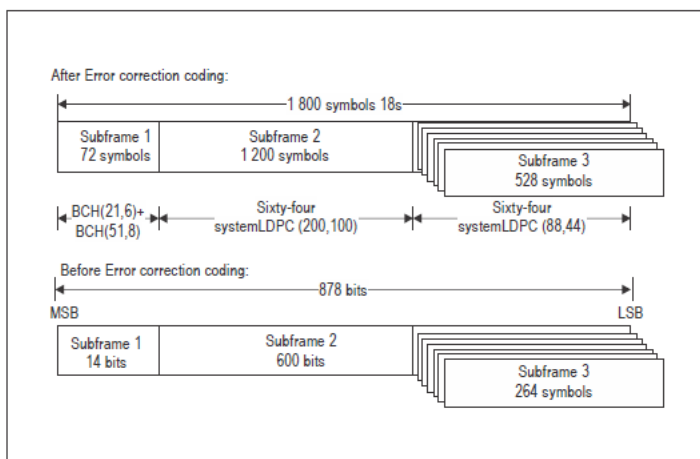 After Error correction coding:
1 800 symbols 18s
Subframe 1
72 symbols
Subframe 2
1 200 symbols
Subframe 3
528 symbols
BCH(21,6)+
BCH(51,8)
Sixty-four
systemLDPC (200,100)
Sixty-four
systemLDPC (88,44)
Before Error correction coding:
878 bits
MSB
LSB
Subframe 1
14 bits
Subframe 2
600 bits
Subframe 3
264 symbols